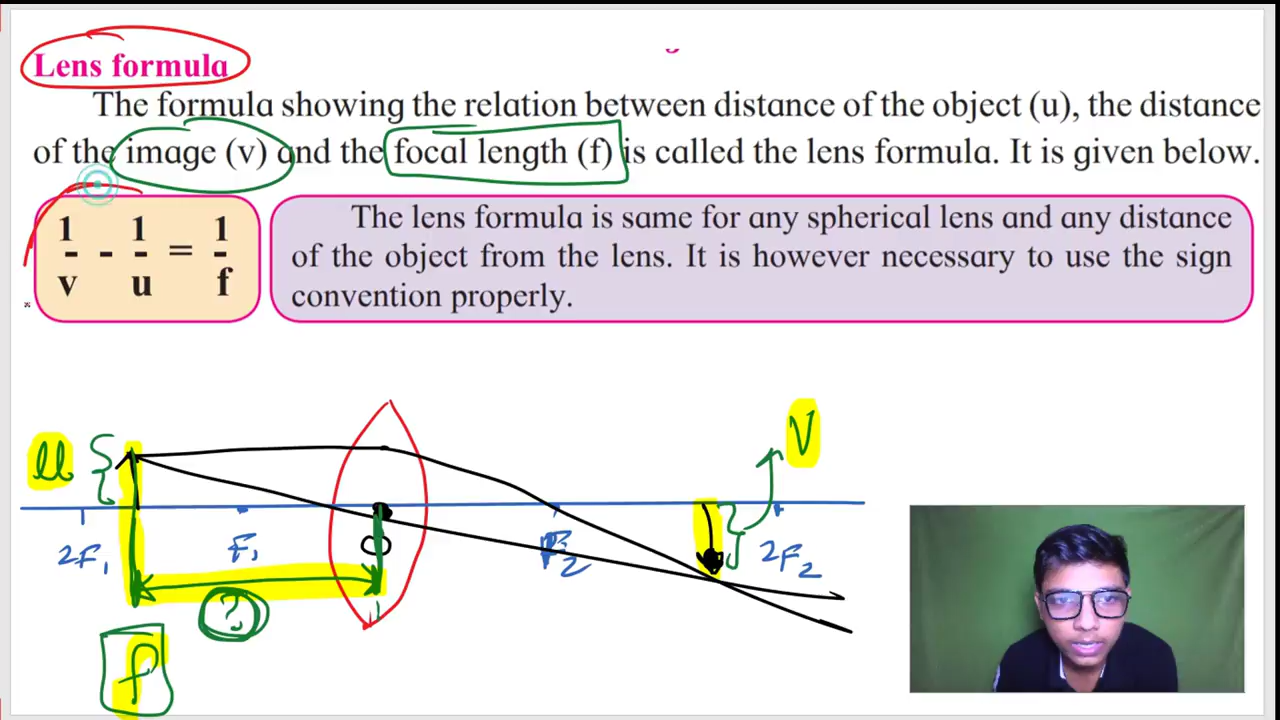 Lens formula
The formula showing the relation between distance of the object (u), the distance
of the image (v) and the focal length (f) is called the lens formula. It is given below.
1/v - 1/u = 1/f
The lens formula is same for any spherical lens and any distance
of the object from the lens. It is however necessary to use the sign
convention properly.
u
V
2F1
F1
O
F2
2F2
?
f